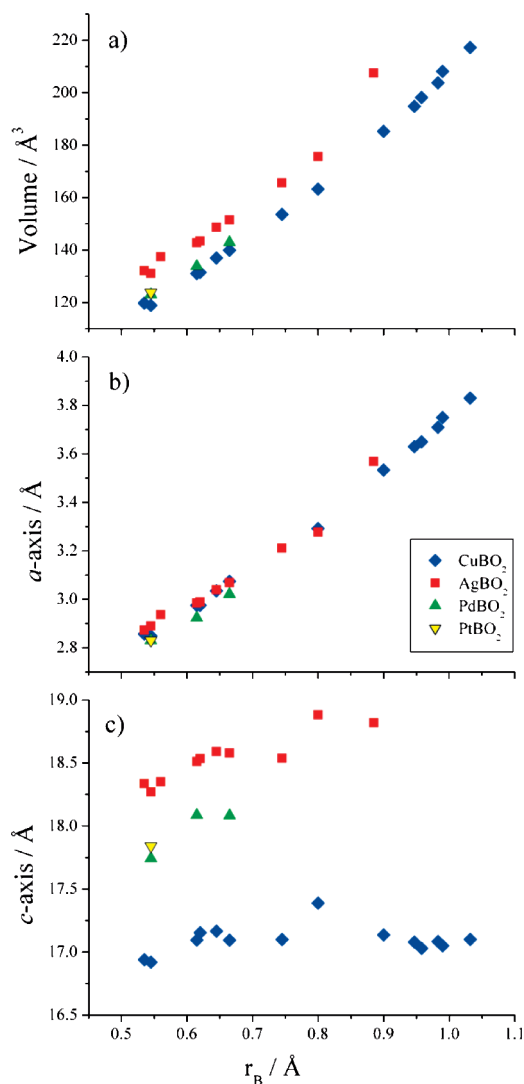 a)
220
200
180
160
140
120
Volume / Å³
b)
4.0
3.8
3.6
3.4
3.2
3.0
2.8
a-axis / Å
CuBO₂
AgBO₂
PdBO₂
PtBO₂
c)
19.0
18.5
18.0
17.5
17.0
16.5
c-axis / Å
0.5 0.6 0.7 0.8 0.9 1.0 1.1
r_B / Å